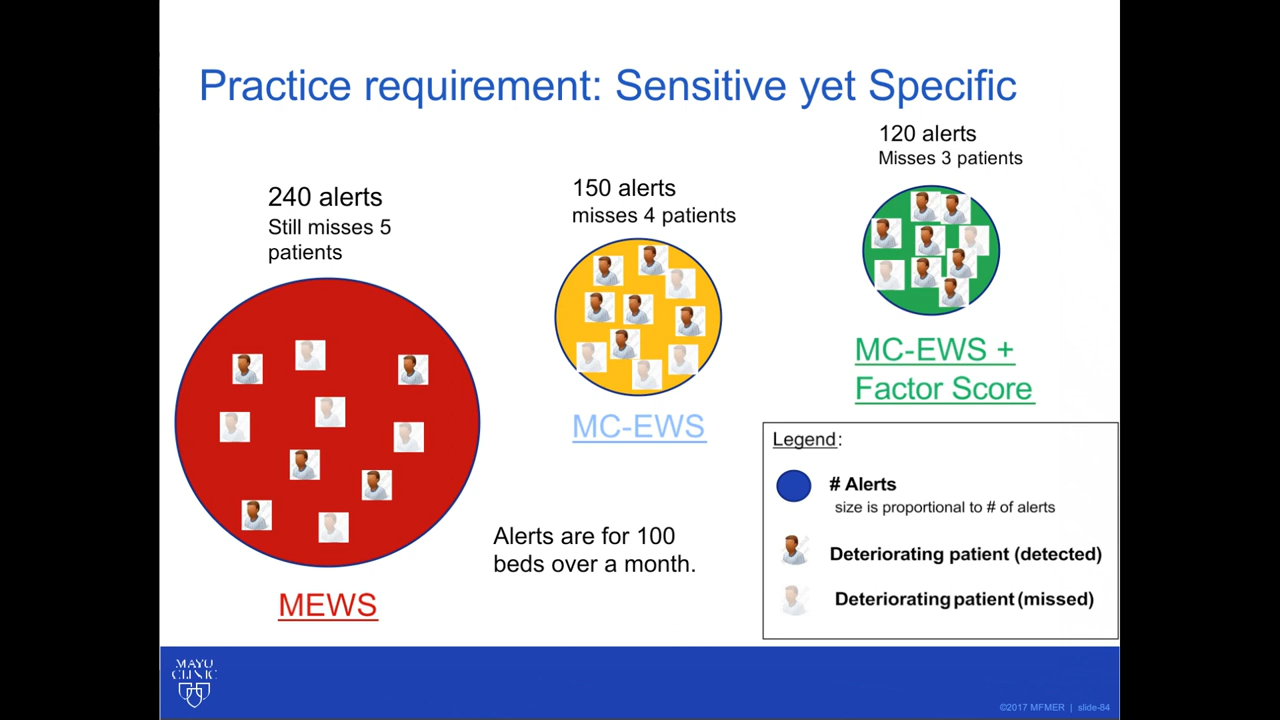 Practice requirement: Sensitive yet Specific
120 alerts
Misses 3 patients
240 alerts
Still misses 5
patients
150 alerts
misses 4 patients
MC-EWS +
Factor Score
MC-EWS
Legend:
# Alerts
size is proportional to # of alerts
Deteriorating patient (detected)
Deteriorating patient (missed)
Alerts are for 100
beds over a month.
MEWS
MAYO
CLINIC
©2017 MFMER | slide-84